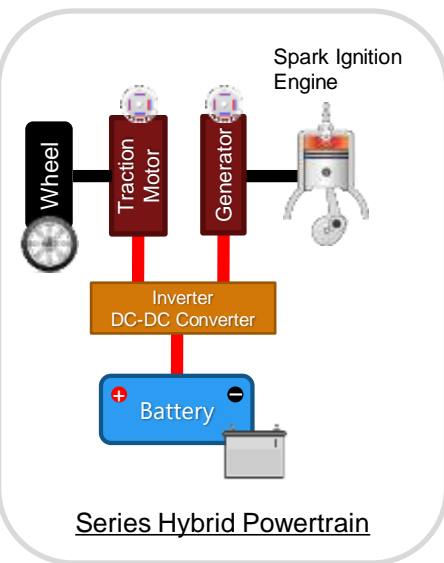 Spark Ignition
Engine
Wheel
Traction
Motor
Generator
Inverter
DC-DC Converter
+
Battery
−
Series Hybrid Powertrain